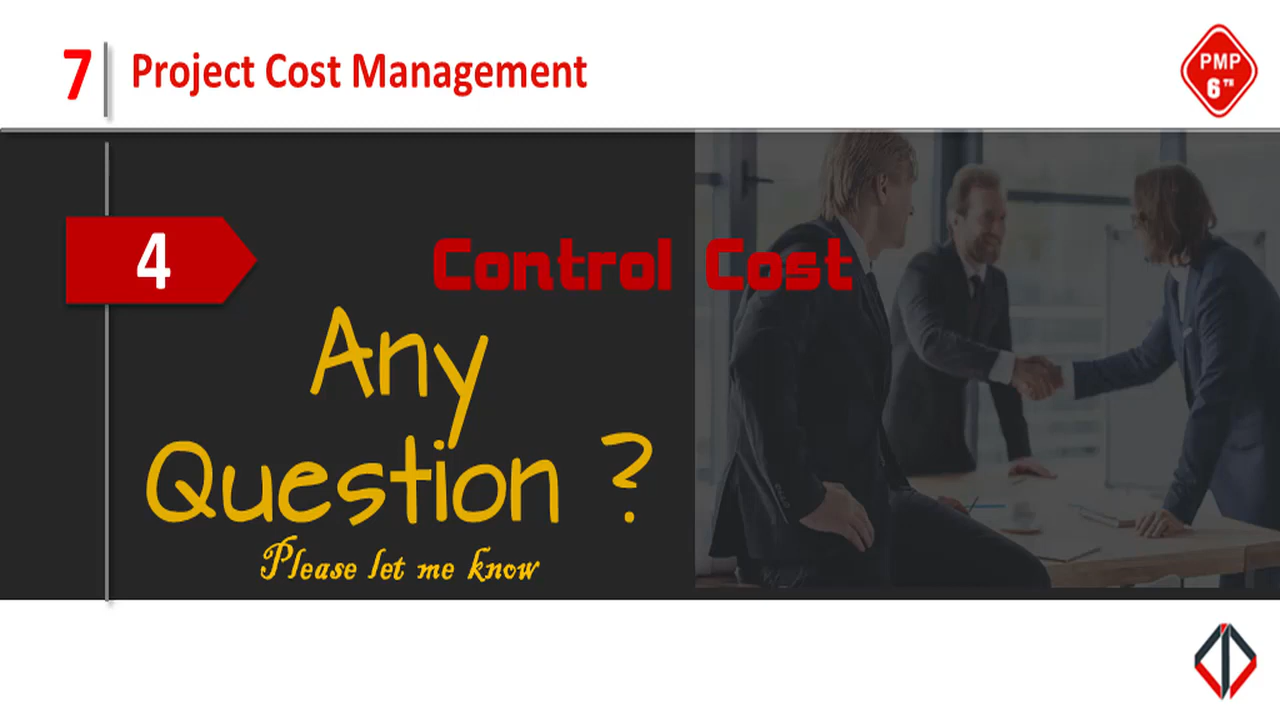 7 Project Cost Management
PMP
6TH
4 Control Cost
Any
Question ?
Please let me know